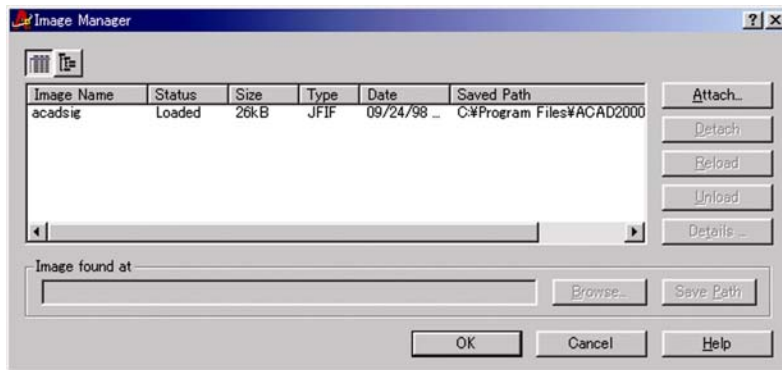 Image Manager
Image Name Status Size Type Date Saved Path
acadsig Loaded 26kB JFIF 09/24/98 ... C:¥Program Files¥ACAD2000
Attach...
Detach
Reload
Unload
Details ...
Image found at
Browse...
Save Path
OK Cancel Help